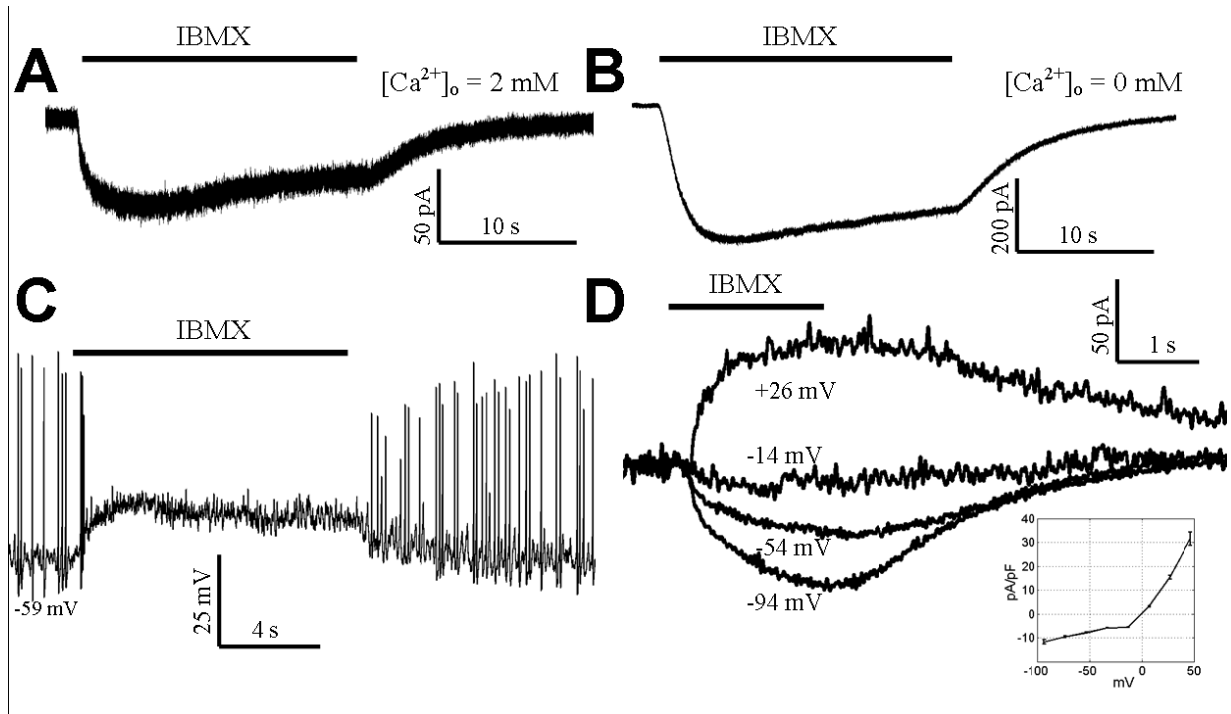 A
IBMX
[Ca²⁺]ₒ = 2 mM
50 pA
10 s
B
IBMX
[Ca²⁺]ₒ = 0 mM
200 pA
10 s
C
IBMX
-59 mV
25 mV
4 s
D
IBMX
50 pA
1 s
+26 mV
-14 mV
-54 mV
-94 mV
40
30
20
10
0
-10
pA/pF
-100 -50 0 50
mV